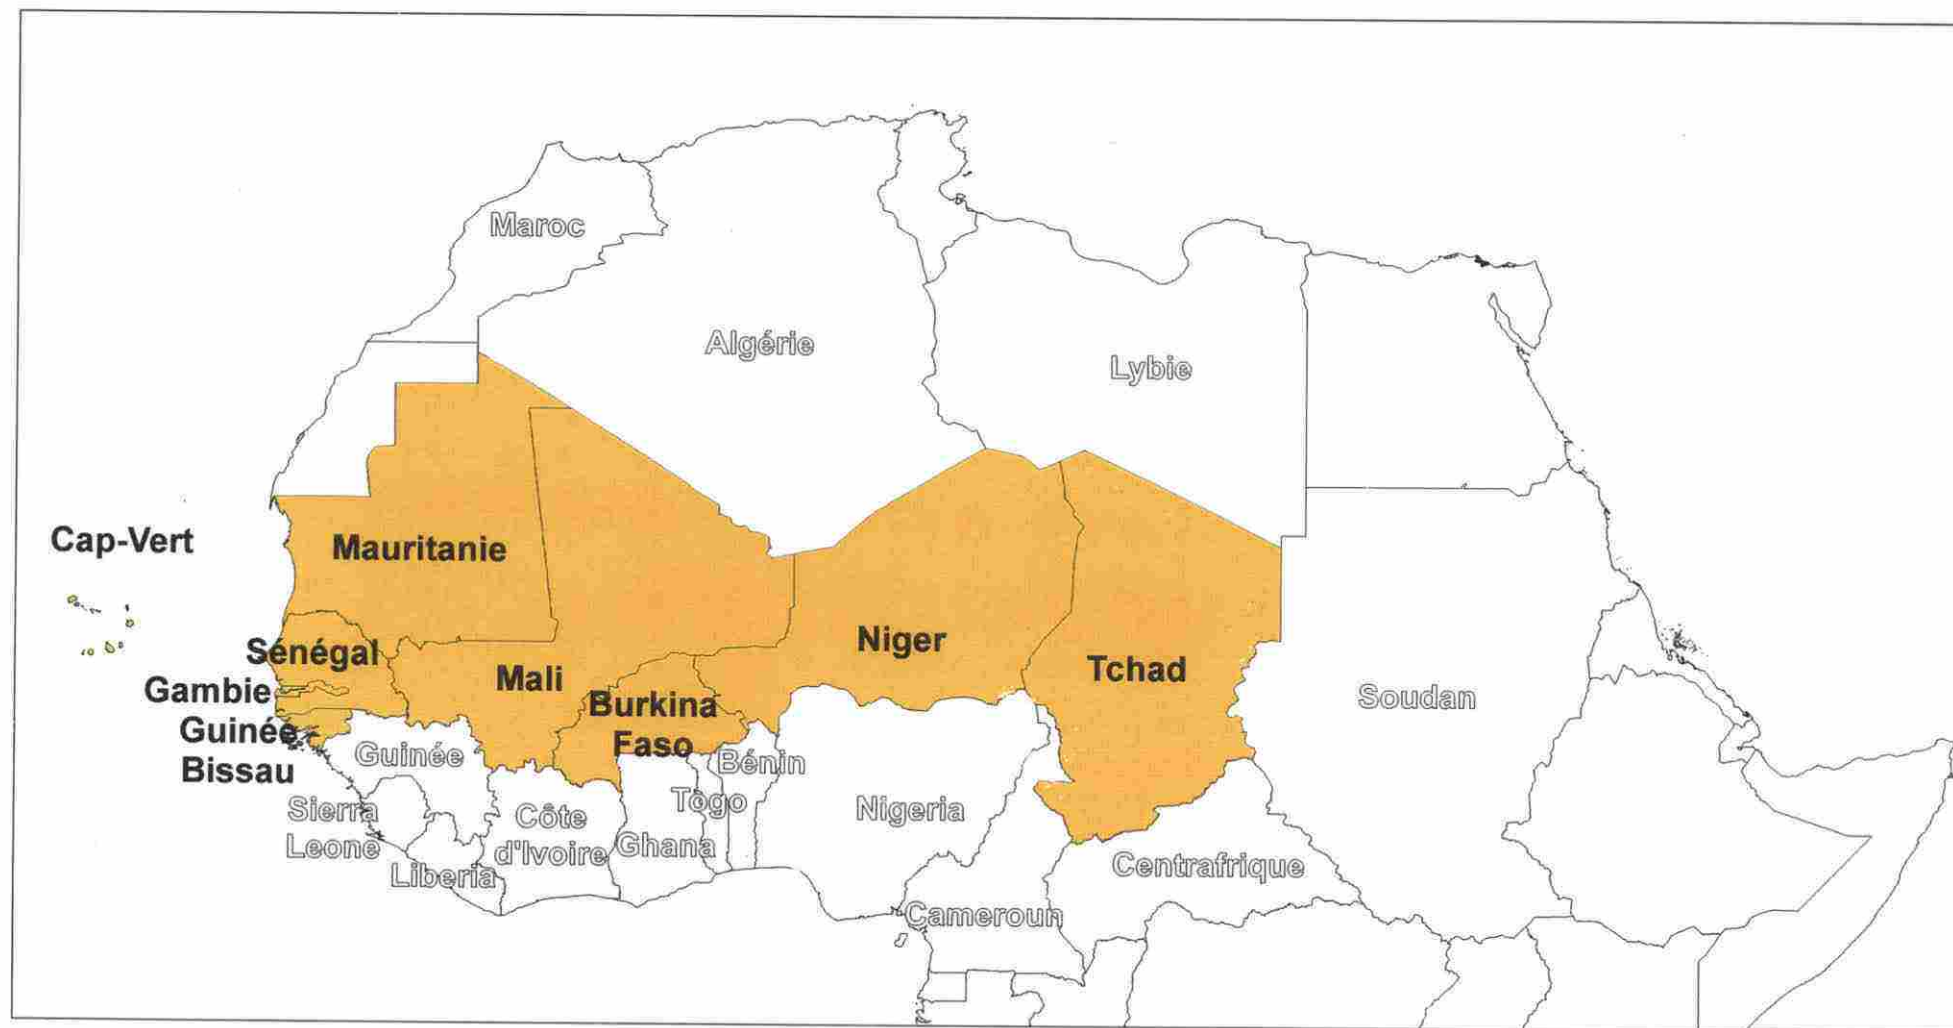 Maroc
Algérie
Lybie
Cap-Vert
Mauritanie
Sénégal
Mali
Niger
Tchad
Soudan
Gambie
Burkina
Faso
Guinée -
Bissau
Guinée
Bénin
Togo
Sierra
Leone
Côte
d'Ivoire
Ghana
Nigeria
Liberia
Centrafrique
Cameroun